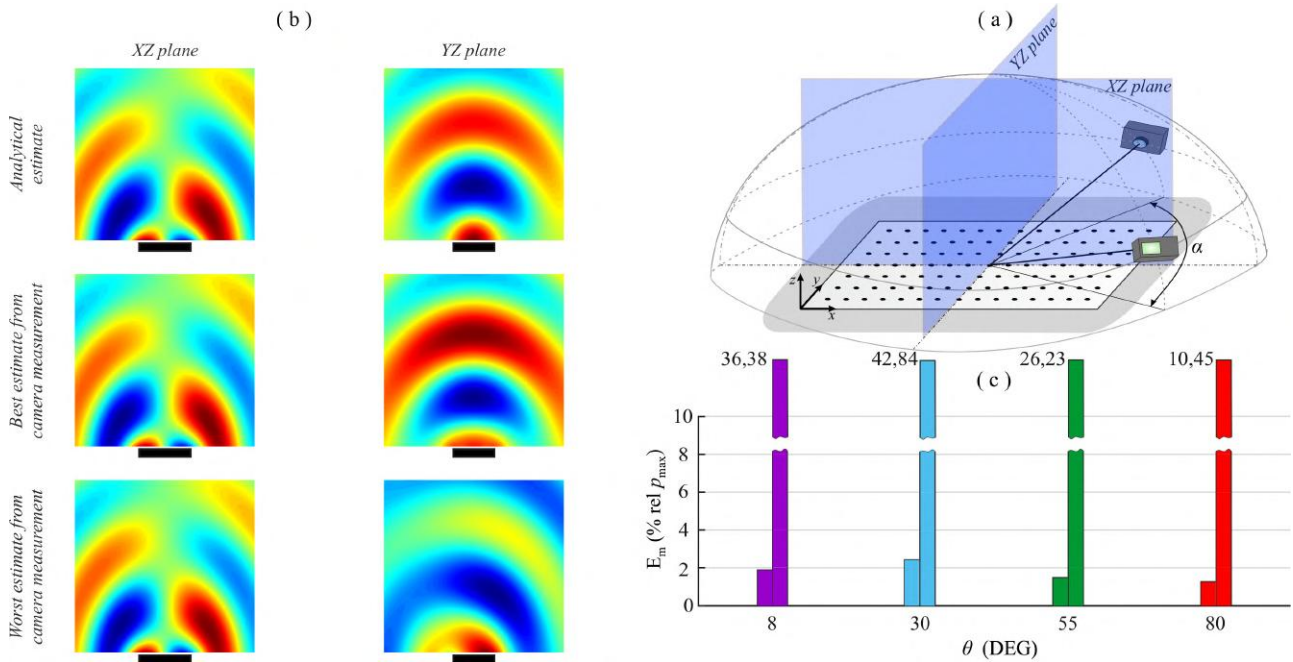 ( b )
XZ plane
YZ plane
Analytical
estimate
Best estimate from
camera measurement
Worst estimate from
camera measurement
( a )
YZ plane
XZ plane
α
z
y
x
( c )
36,38
42,84
26,23
10,45
10
8
6
4
2
0
E_m (% rel p_max)
8
30
55
80
θ (DEG)